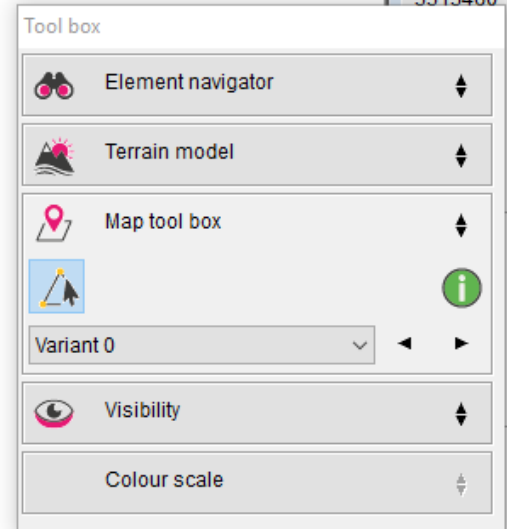 Tool box
Element navigator
Terrain model
Map tool box
Variant 0
Visibility
Colour scale